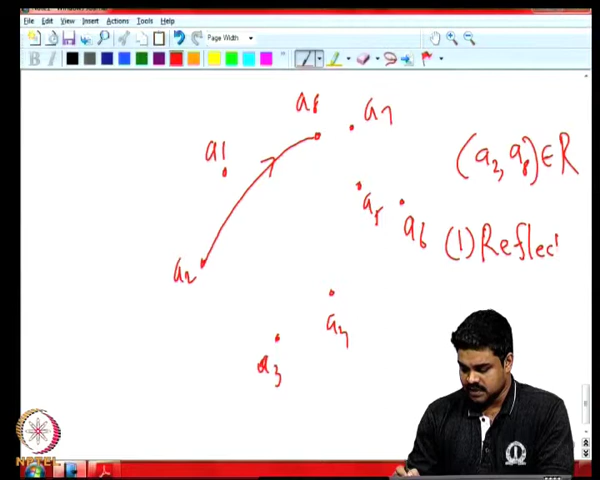 File Edit View Insert Actions Tools Help
Page Width
B I
a8
a7
a1
(a2, a8) ∈ R
a5
a6
(1) Reflec
a2
a4
a3
NPTEL